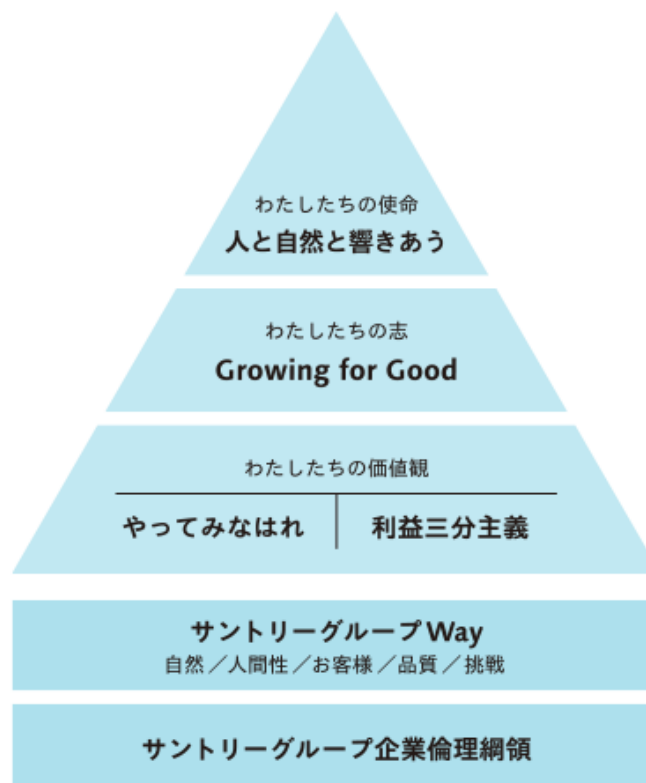 わたしたちの使命
人と自然と響きあう
わたしたちの志
Growing for Good
わたしたちの価値観
やってみなはれ 利益三分主義
サントリーグループWay
自然／人間性／お客様／品質／挑戦
サントリーグループ企業倫理綱領